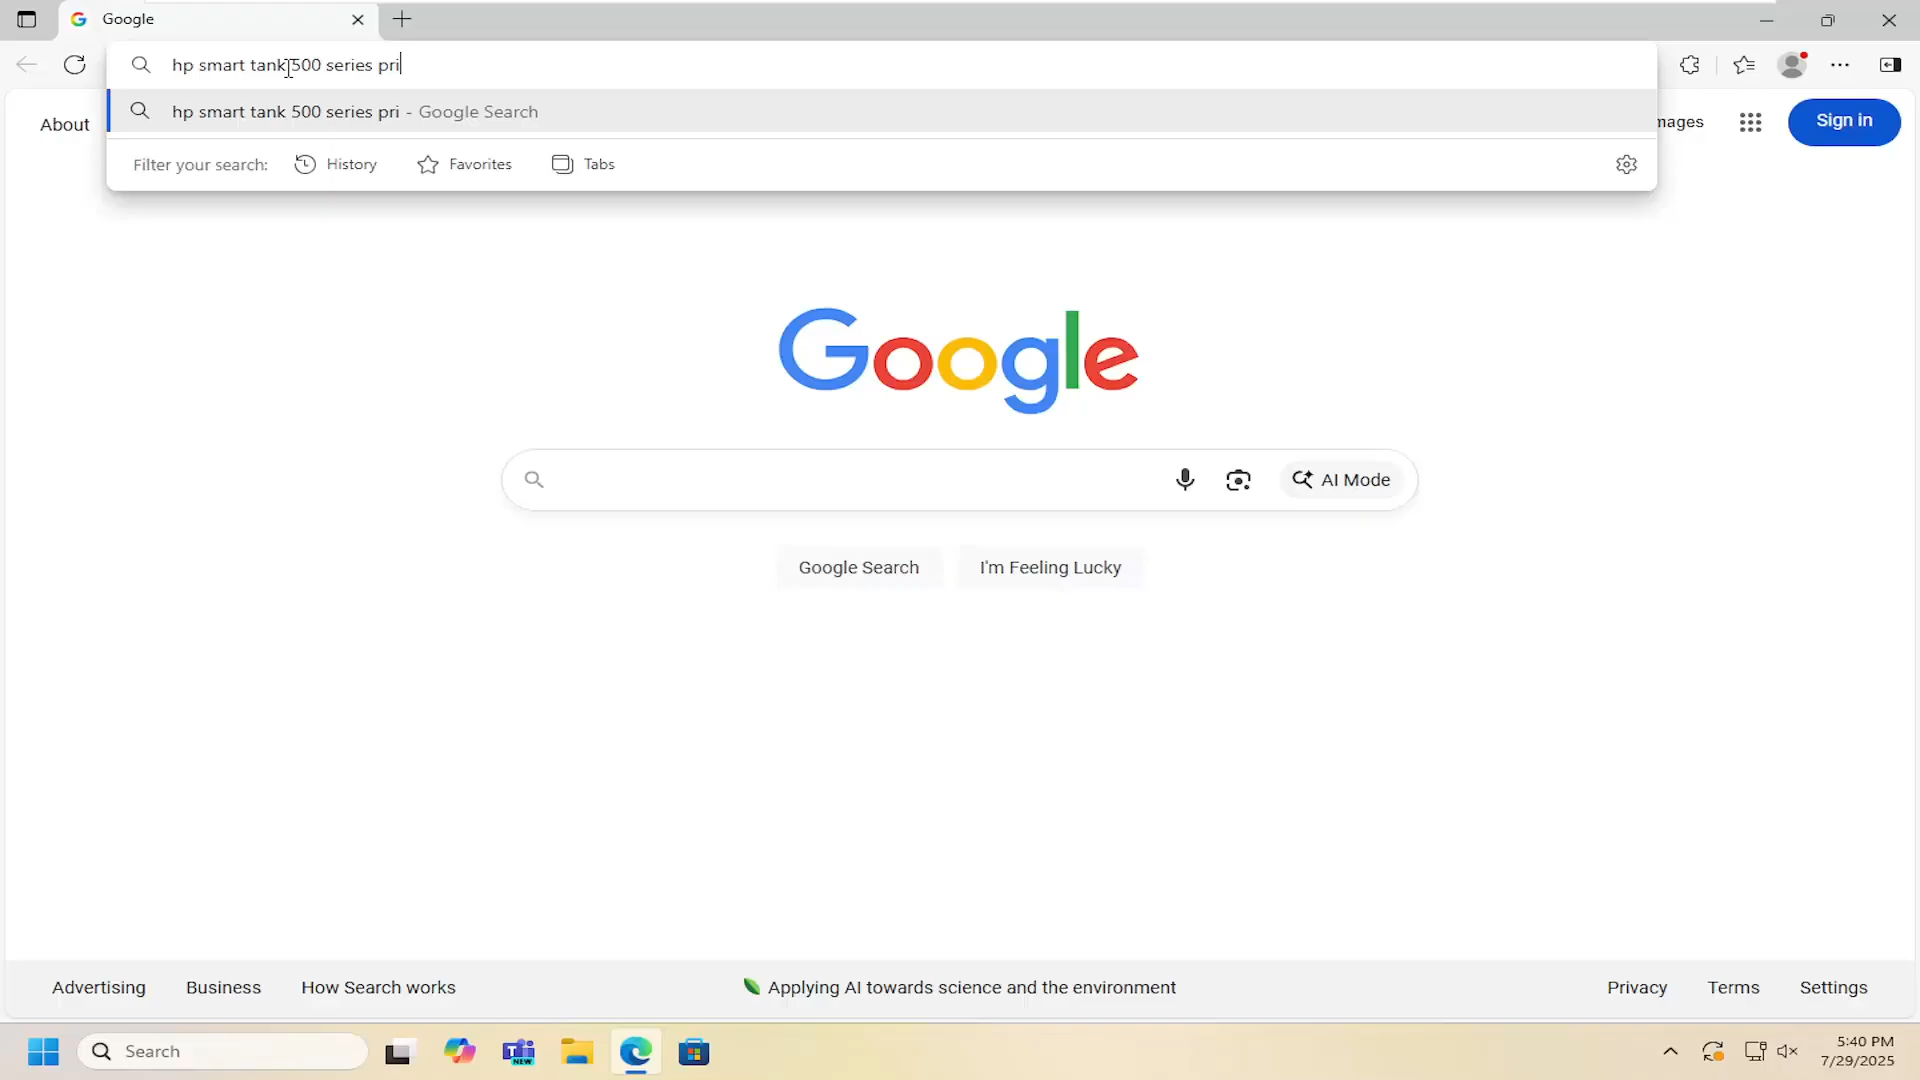 Google
hp smart tank 500 series pri
hp smart tank 500 series pri - Google Search
Filter your search: History Favorites Tabs
About
mages
Sign in
Google
AI Mode
Google Search
I'm Feeling Lucky
Advertising Business How Search works
Applying AI towards science and the environment
Privacy Terms Settings
Search
NEW
5:40 PM
7/29/2025